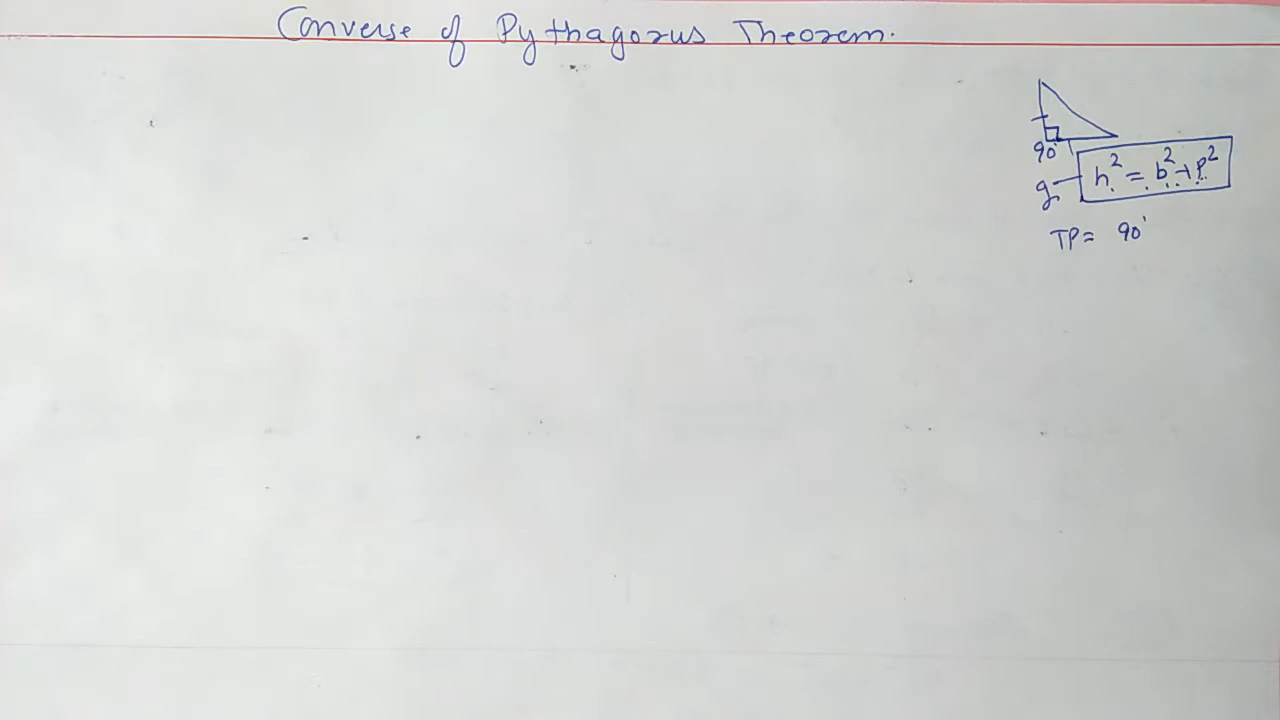 Converse of Pythagorus Theorem.
90°
g. h² = b² + p²
TP = 90°